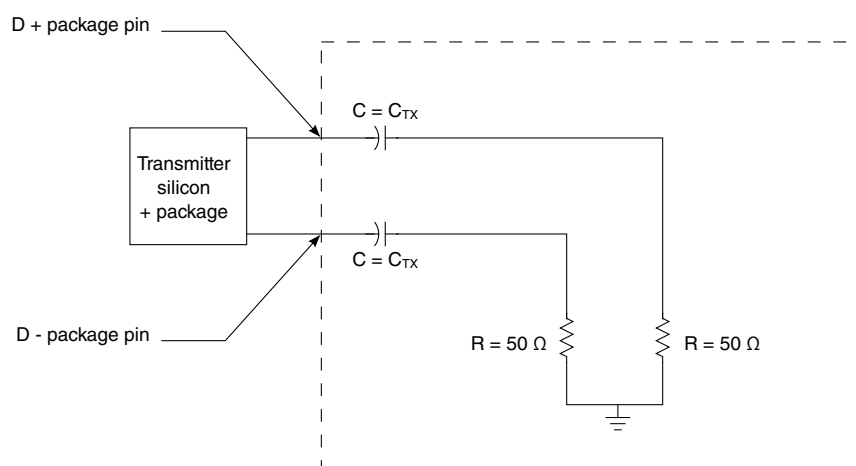 D + package pin
C = CTX
Transmitter
silicon
+ package
C = CTX
D - package pin
R = 50 Ω
R = 50 Ω